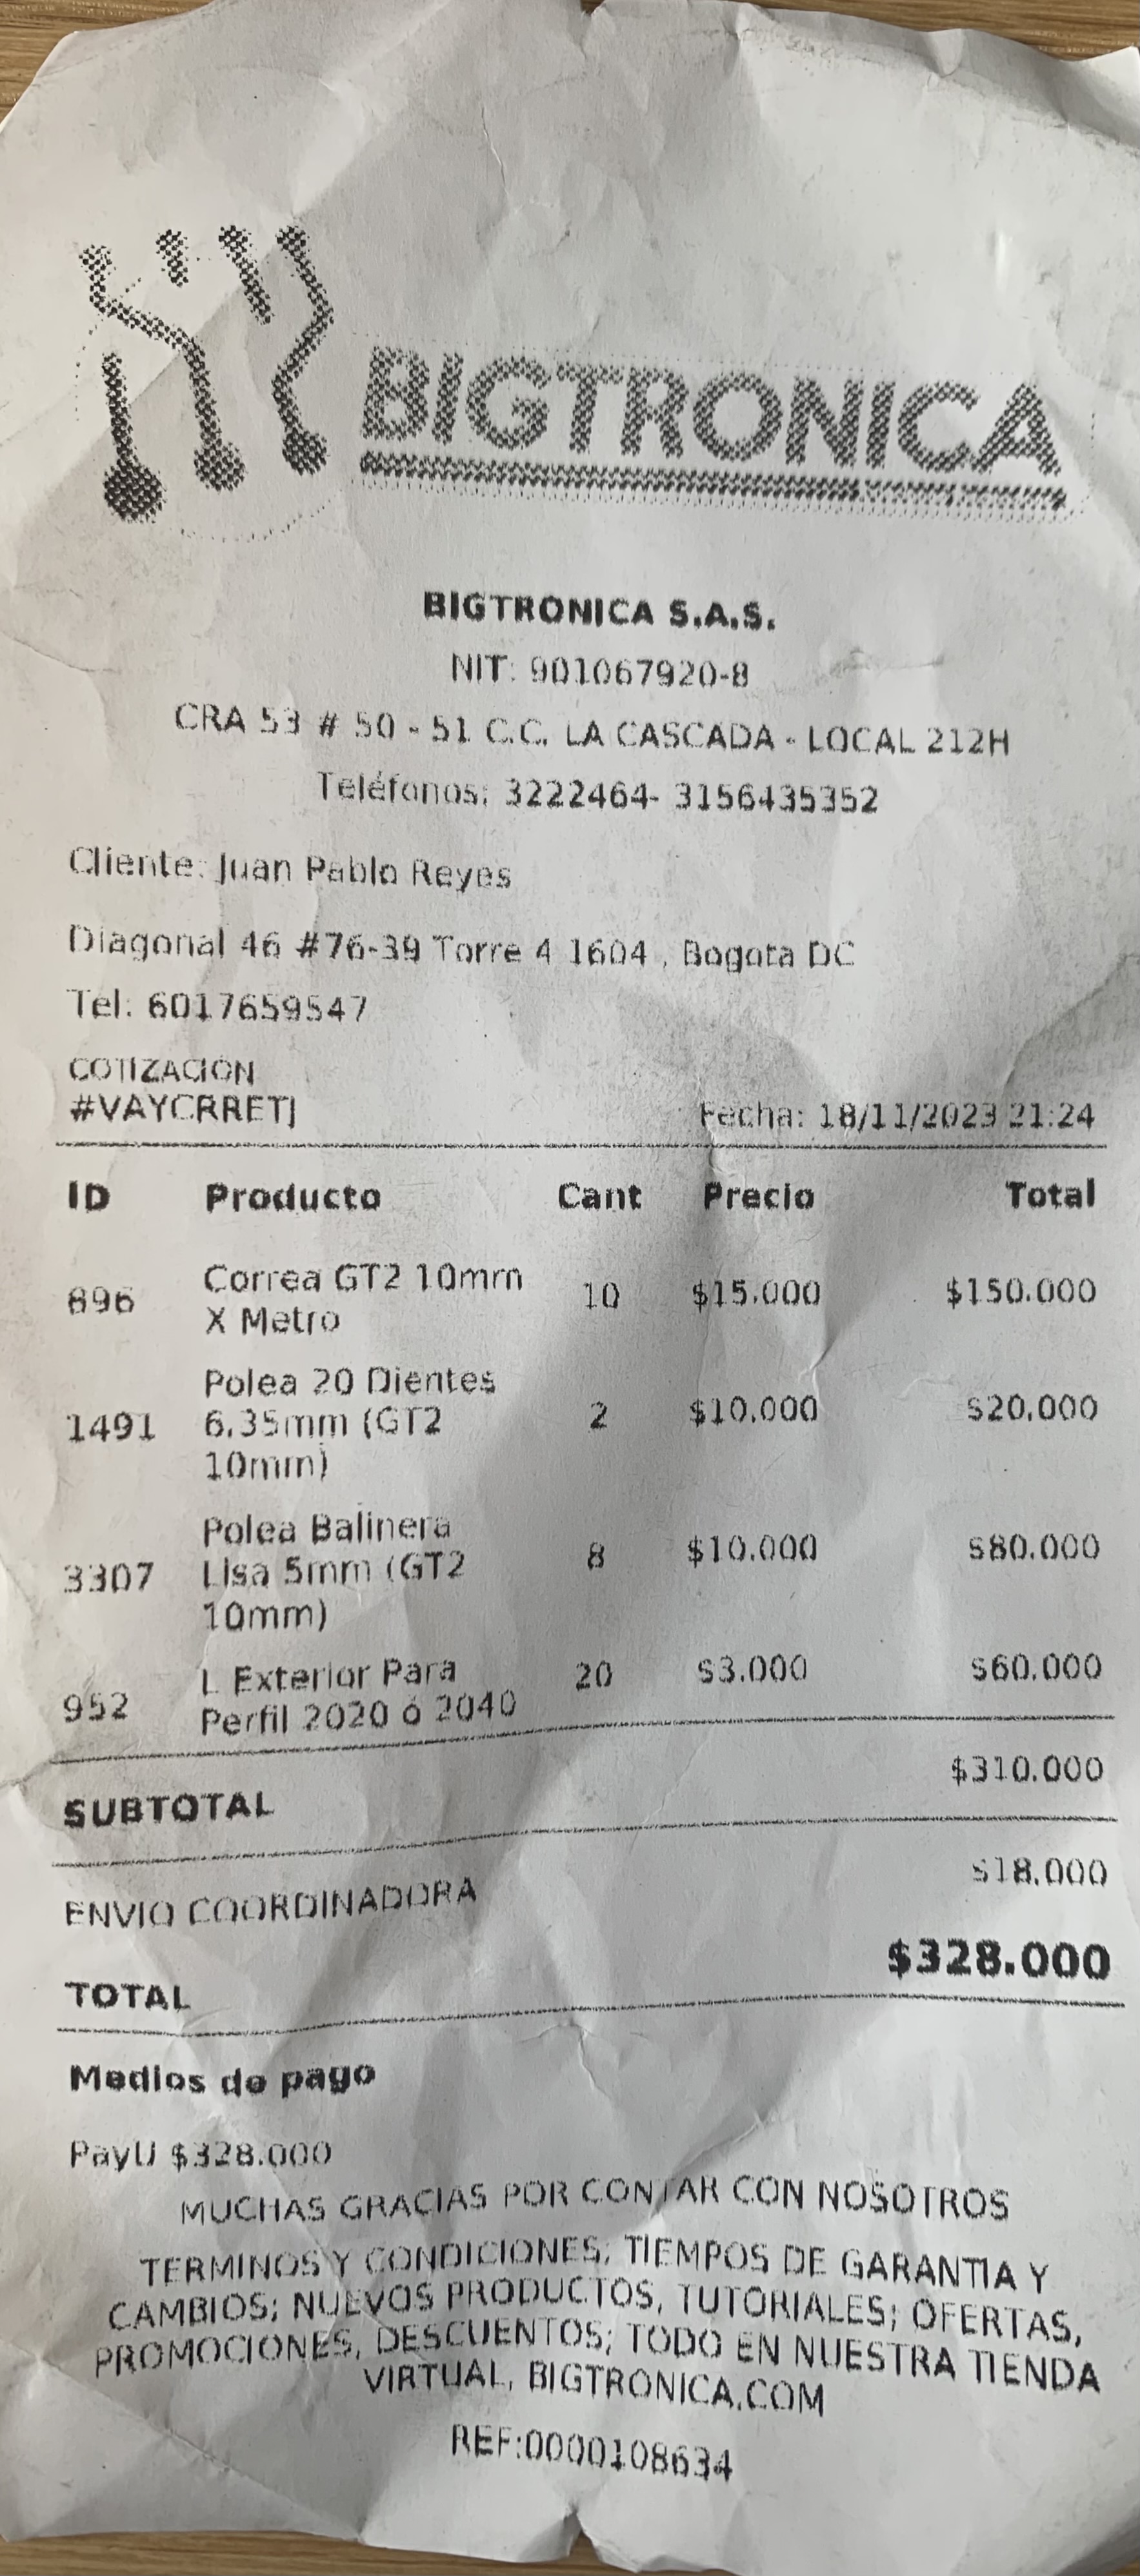 BIGTRONICA
BIGTRONICA S.A.S.
NIT: 901067920-8
CRA 53 # 50 - 51 C.C. LA CASCADA - LOCAL 212H
Teléfonos: 3222464- 3156435352
Cliente: Juan Pablo Reyes
Diagonal 46 #76-39 Torre 4 1604 , Bogota DC
Tel: 6017659547
COTIZACIÓN
#VAYCRRETJ Fecha: 18/11/2023 21:24
ID Producto Cant Precio Total
896 Correa GT2 10mm 10 $15.000 $150.000
X Metro
Polea 20 Dientes
1491 6.35mm (GT2 2 $10.000 $20.000
10mm)
Polea Balinera
3307 Lisa 5mm (GT2 8 $10.000 $80.000
10mm)
L Exterior Para 20 $3.000 $60.000
952 Perfil 2020 ó 2040
SUBTOTAL $310.000
ENVIO COORDINADORA $18.000
TOTAL $328.000
Medios de pago
PayU $328.000
MUCHAS GRACIAS POR CONTAR CON NOSOTROS
TERMINOS Y CONDICIONES; TIEMPOS DE GARANTIA Y
CAMBIOS; NUEVOS PRODUCTOS, TUTORIALES; OFERTAS,
PROMOCIONES, DESCUENTOS; TODO EN NUESTRA TIENDA
VIRTUAL, BIGTRONICA.COM
REF:0000108634